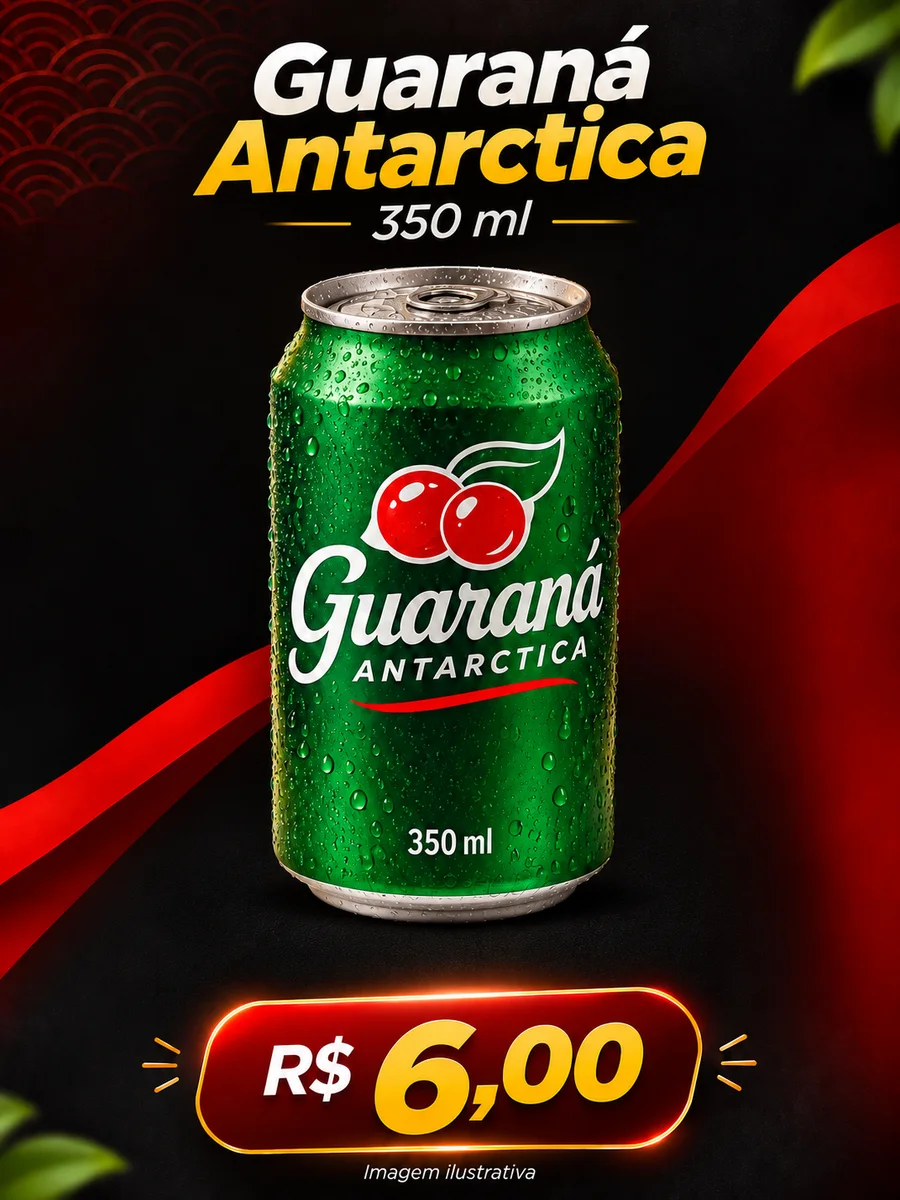 Guaraná
Antarctica
350 ml
Guaraná
ANTARCTICA
350 ml
R$ 6,00
Imagem ilustrativa